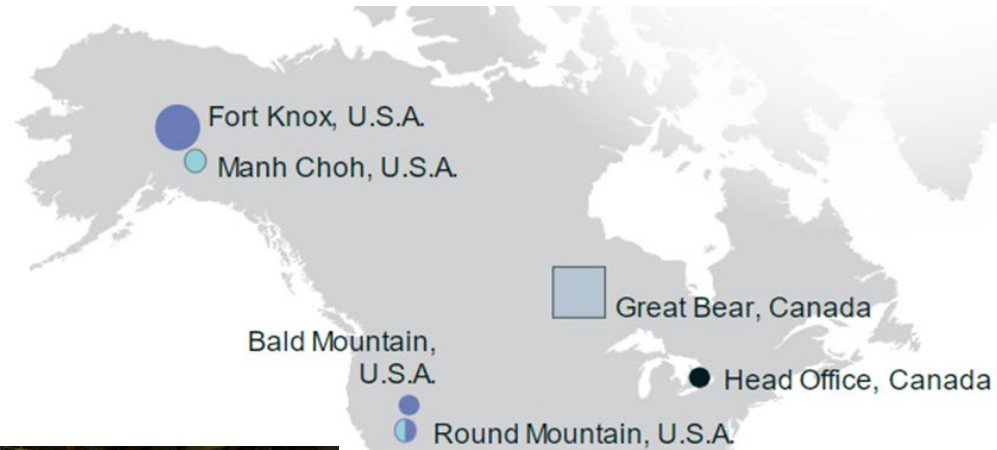 Fort Knox, U.S.A.
Manh Choh, U.S.A.
Great Bear, Canada
Bald Mountain,
U.S.A.
Head Office, Canada
Round Mountain, U.S.A.